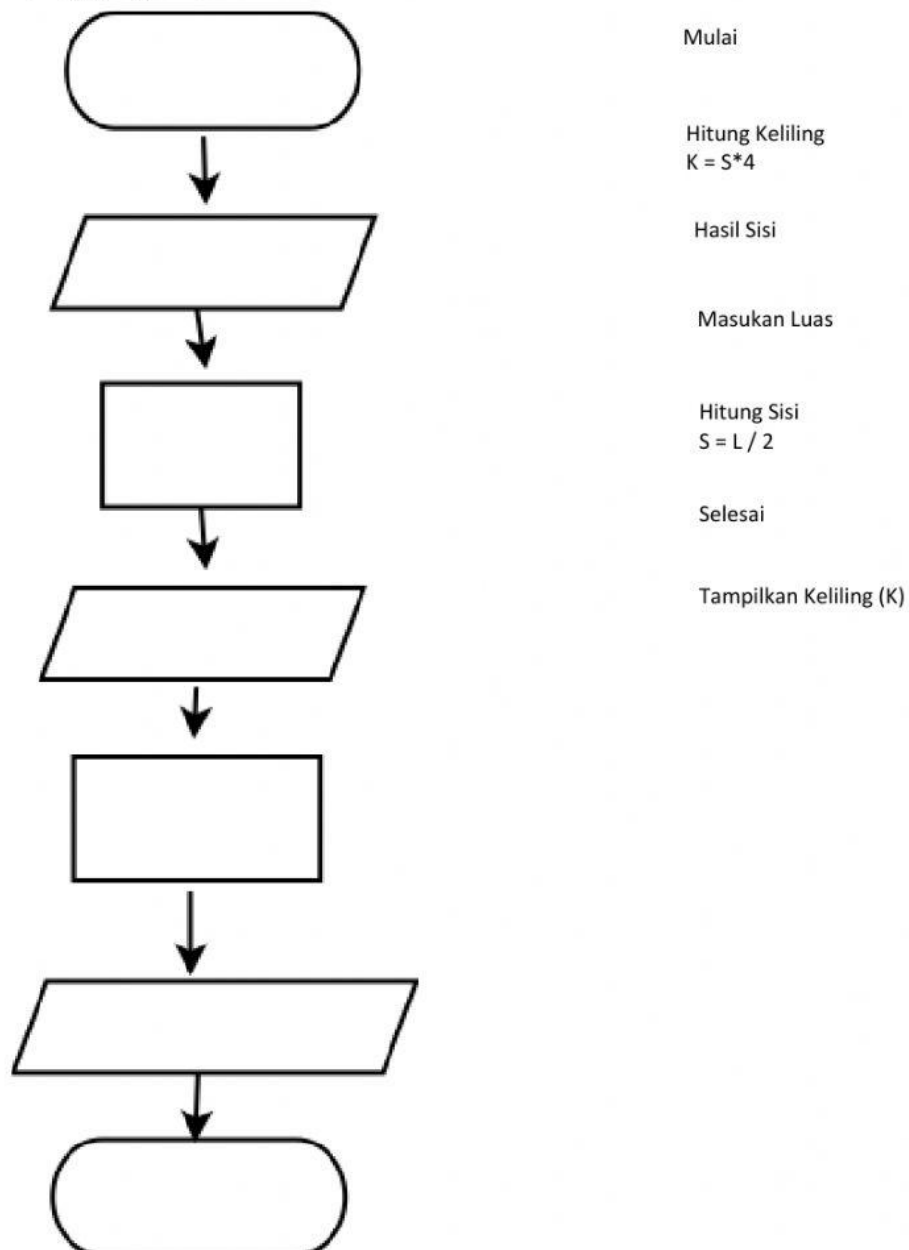 Mulai
Hitung Keliling
K = S*4
Hasil Sisi
Masukan Luas
Hitung Sisi
S = L / 2
Selesai
Tampilkan Keliling (K)